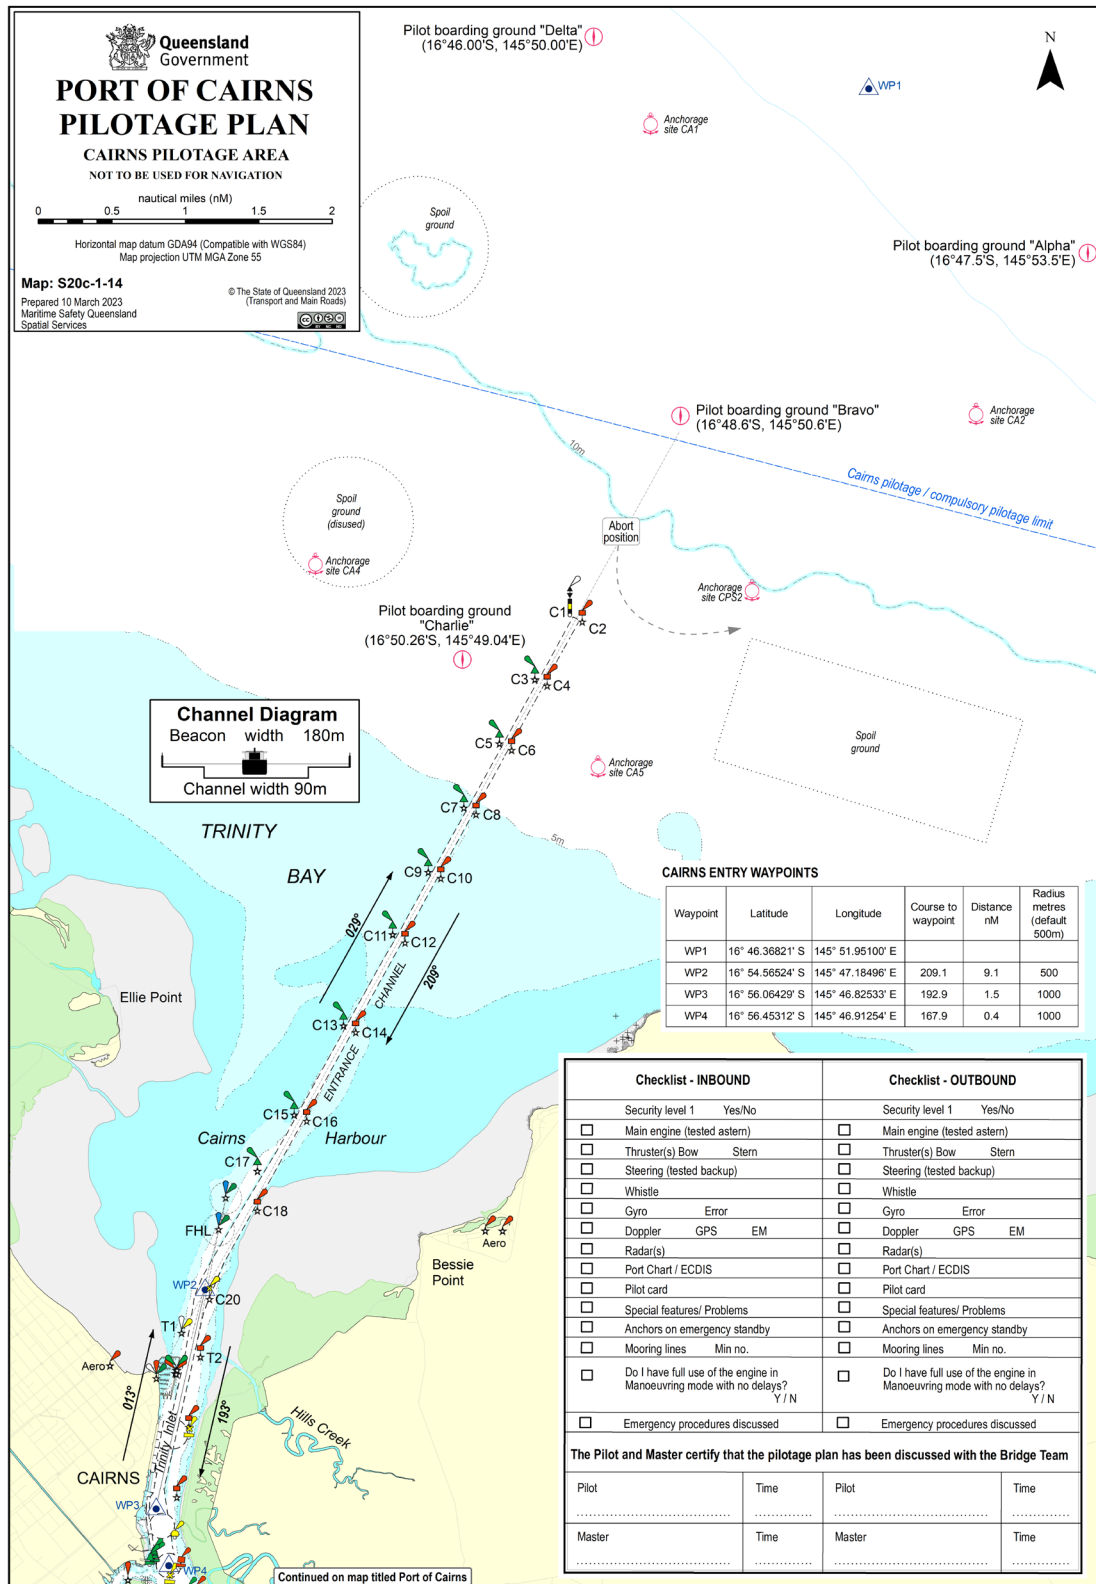 Queensland
Government
PORT OF CAIRNS
PILOTAGE PLAN
CAIRNS PILOTAGE AREA
NOT TO BE USED FOR NAVIGATION
nautical miles (nM)
0 0.5 1 1.5 2
Horizontal map datum GDA94 (Compatible with WGS84)
Map projection UTM MGA Zone 55
Map: S20c-1-14
Prepared 10 March 2023
Maritime Safety Queensland
Spatial Services
© The State of Queensland 2023
(Transport and Main Roads)
cc BY NC ND
Pilot boarding ground "Delta"
(16°46.00'S, 145°50.00'E)
N
WP1
Anchorage
site CA1
Spoil
ground
Pilot boarding ground "Alpha"
(16°47.5'S, 145°53.5'E)
Pilot boarding ground "Bravo"
(16°48.6'S, 145°50.6'E)
Anchorage
site CA2
10m
Cairns pilotage / compulsory pilotage limit
Spoil
ground
(disused)
Abort
position
Anchorage
site CA4
Anchorage
site CPS2
Pilot boarding ground
"Charlie"
(16°50.26'S, 145°49.04'E)
C1
C2
C3
C4
Channel Diagram
Beacon width 180m
Channel width 90m
C5
C6
Spoil
ground
Anchorage
site CA5
C7
C8
TRINITY
BAY
5m
C9
C10
CAIRNS ENTRY WAYPOINTS
Waypoint Latitude Longitude Course to waypoint Distance nM Radius metres (default 500m)
WP1 16° 46.36821' S 145° 51.95100' E
WP2 16° 54.56524' S 145° 47.18496' E 209.1 9.1 500
WP3 16° 56.06429' S 145° 46.82533' E 192.9 1.5 1000
WP4 16° 56.45312' S 145° 46.91254' E 167.9 0.4 1000
029°
C11
C12
209°
CHANNEL
ENTRANCE
Ellie Point
C13
C14
C15
C16
Cairns Harbour
C17
C18
FHL
Aero
Bessie
Point
WP2
C20
T1
T2
Aero
013°
193°
Trinity Inlet
Hills Creek
CAIRNS
WP3
WP4
Continued on map titled Port of Cairns
Checklist - INBOUND Checklist - OUTBOUND
Security level 1 Yes/No Security level 1 Yes/No
Main engine (tested astern) Main engine (tested astern)
Thruster(s) Bow Stern Thruster(s) Bow Stern
Steering (tested backup) Steering (tested backup)
Whistle Whistle
Gyro Error Gyro Error
Doppler GPS EM Doppler GPS EM
Radar(s) Radar(s)
Port Chart / ECDIS Port Chart / ECDIS
Pilot card Pilot card
Special features/ Problems Special features/ Problems
Anchors on emergency standby Anchors on emergency standby
Mooring lines Min no. Mooring lines Min no.
Do I have full use of the engine in Do I have full use of the engine in
Manoeuvring mode with no delays? Manoeuvring mode with no delays?
Y / N Y / N
Emergency procedures discussed Emergency procedures discussed
The Pilot and Master certify that the pilotage plan has been discussed with the Bridge Team
Pilot Time Pilot Time
Master Time Master Time